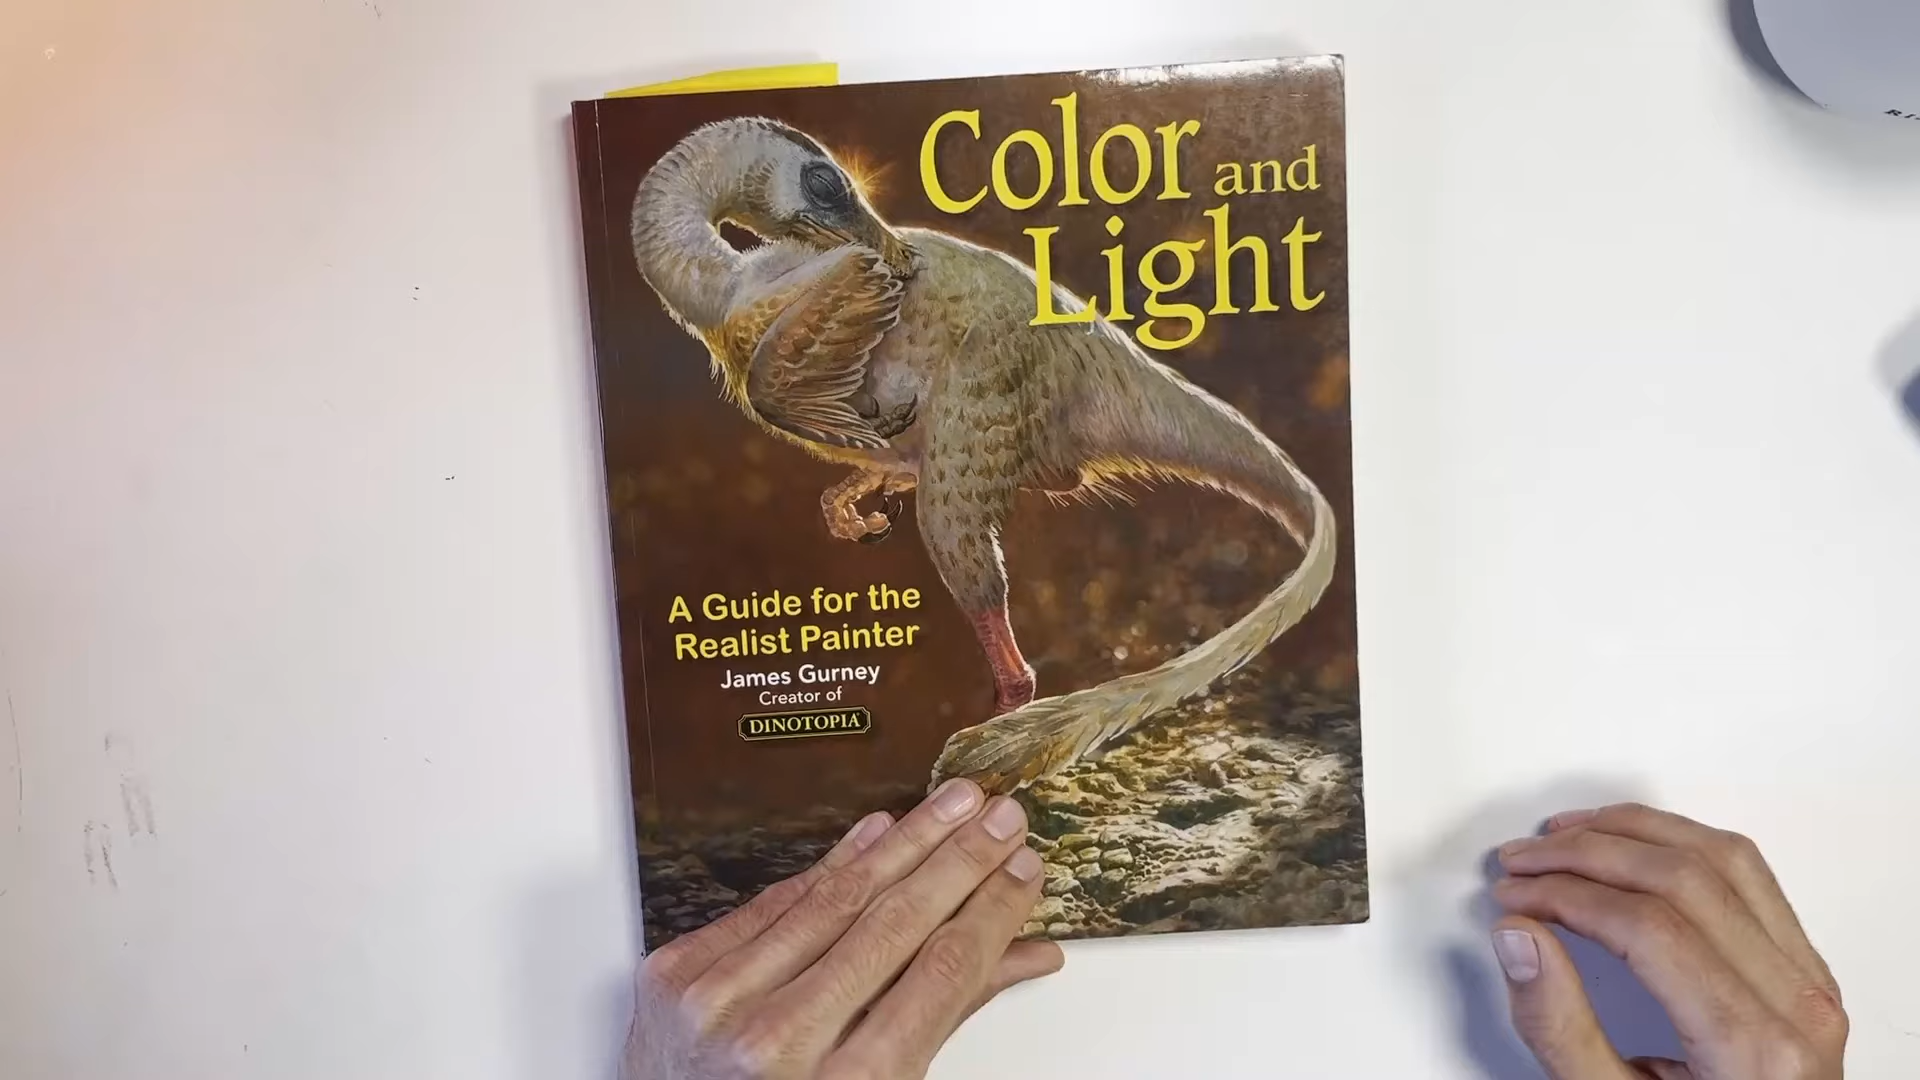 Color and
Light
A Guide for the
Realist Painter
James Gurney
Creator of
DINOTOPIA